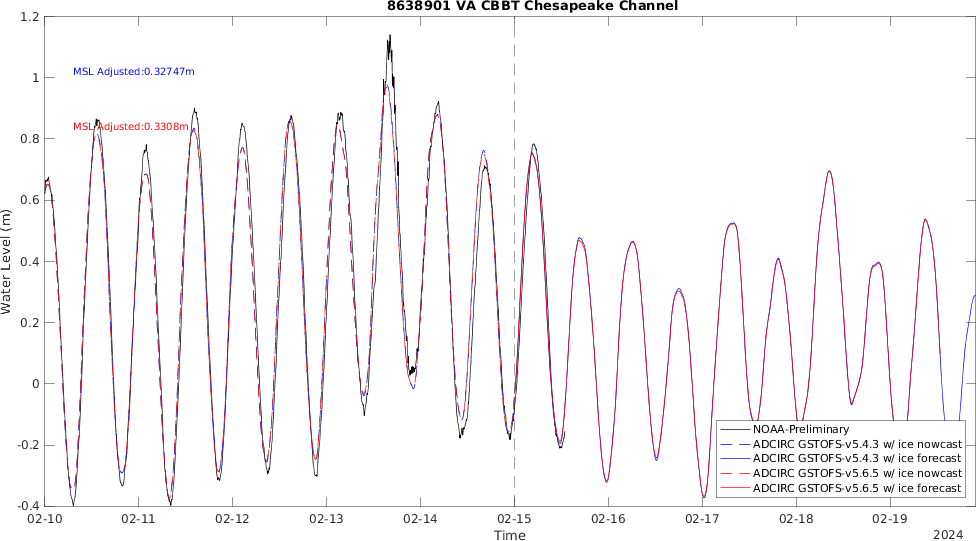 8638901 VA CBBT Chesapeake Channel
1.2
1
0.8
0.6
0.4
0.2
0
-0.2
-0.4
Water Level (m)
MSL Adjusted:0.32747m
MSL Adjusted:0.3308m
NOAA-Preliminary
ADCIRC GSTOFS-v5.4.3 w/ ice nowcast
ADCIRC GSTOFS-v5.4.3 w/ ice forecast
ADCIRC GSTOFS-v5.6.5 w/ ice nowcast
ADCIRC GSTOFS-v5.6.5 w/ ice forecast
02-10 02-11 02-12 02-13 02-14 02-15 02-16 02-17 02-18 02-19
Time
2024